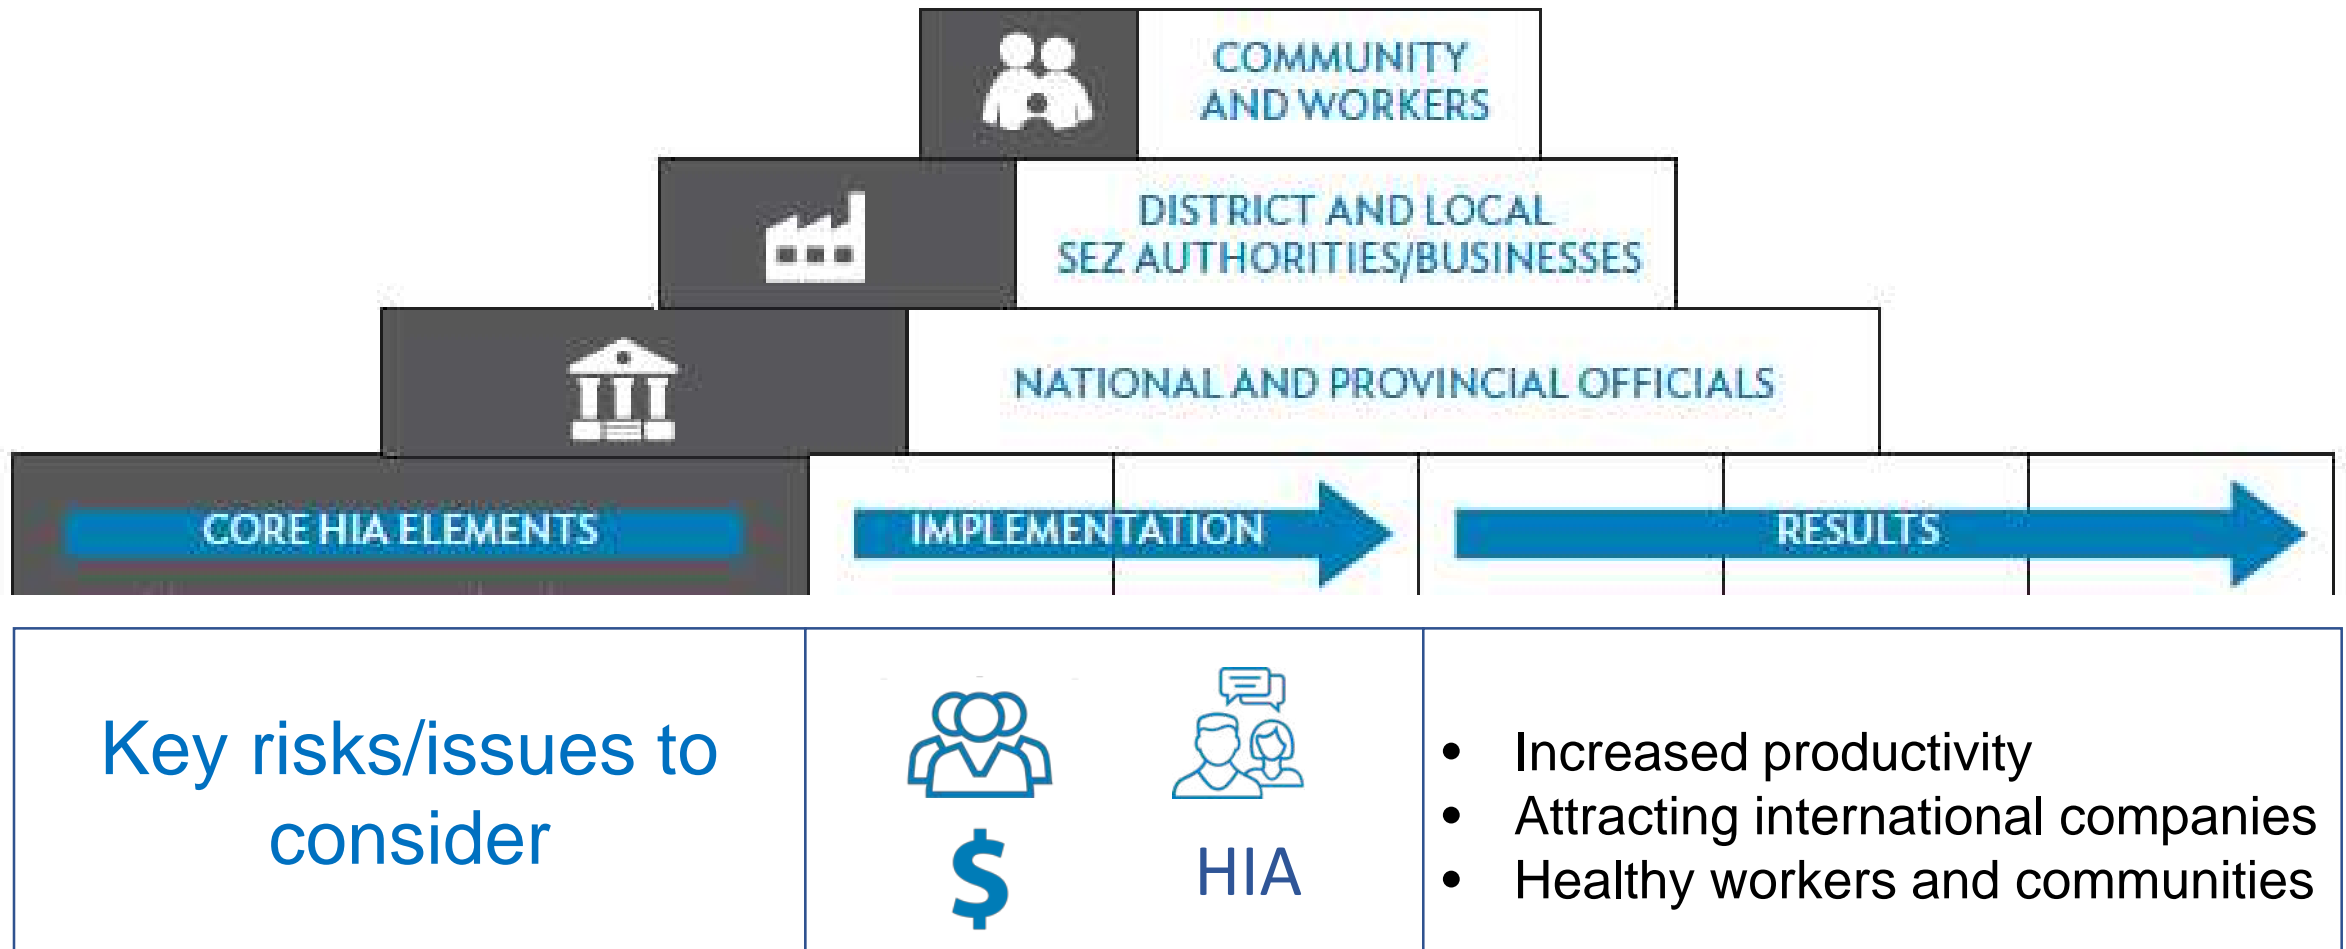 COMMUNITY
AND WORKERS
DISTRICT AND LOCAL
SEZ AUTHORITIES/BUSINESSES
NATIONAL AND PROVINCIAL OFFICIALS
CORE HIA ELEMENTS
IMPLEMENTATION
RESULTS
Key risks/issues to
consider
$
HIA
• Increased productivity
• Attracting international companies
• Healthy workers and communities